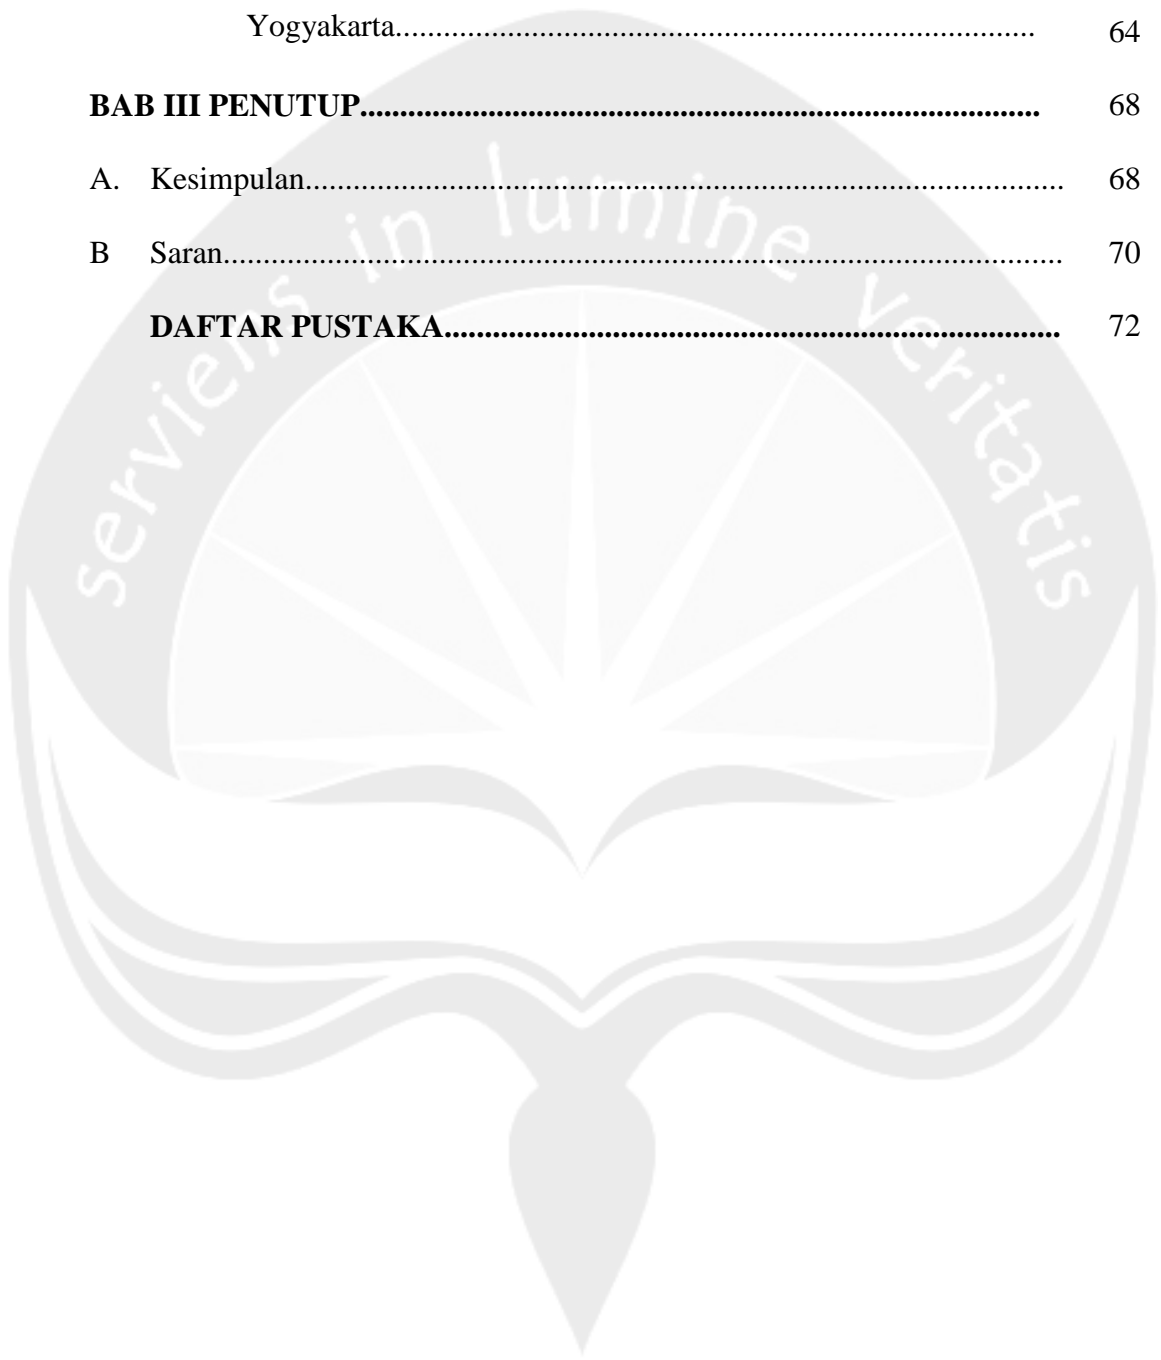 Yogyakarta................................................................................ 64
BAB III PENUTUP..................................................................................... 68
A. Kesimpulan............................................................................................... 68
B Saran......................................................................................................... 70
DAFTAR PUSTAKA............................................................................. 72
serviens in lumine veritatis